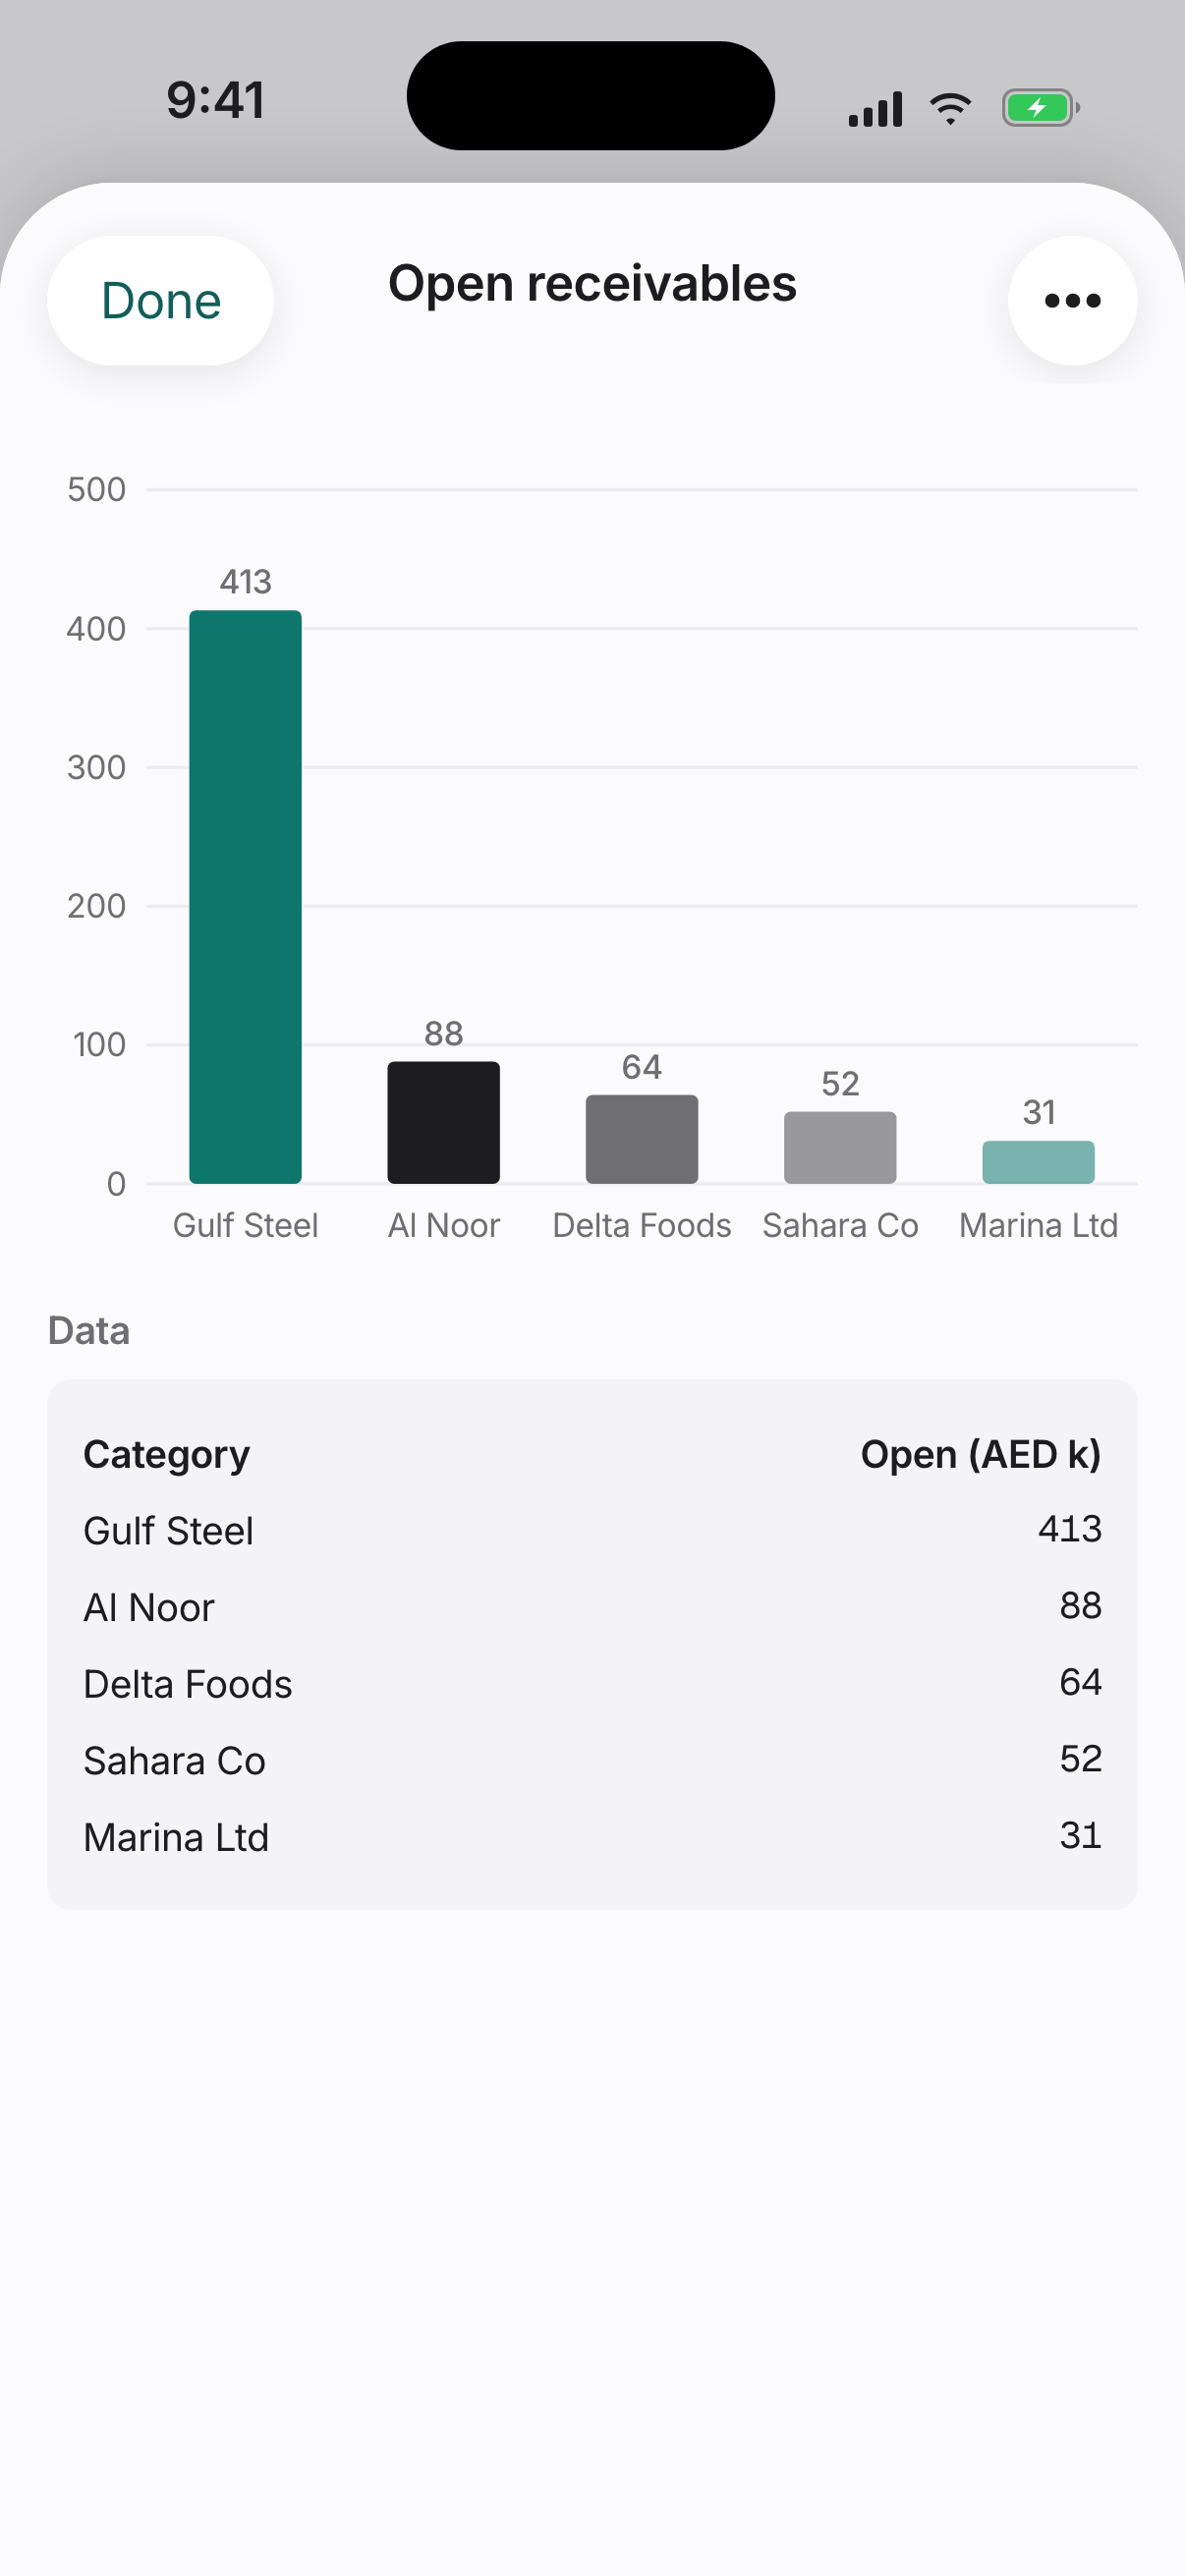 9:41
Done
Open receivables
500
413
400
300
200
100
88
64
52
31
0
Gulf Steel Al Noor Delta Foods Sahara Co Marina Ltd
Data
Category Open (AED k)
Gulf Steel 413
Al Noor 88
Delta Foods 64
Sahara Co 52
Marina Ltd 31